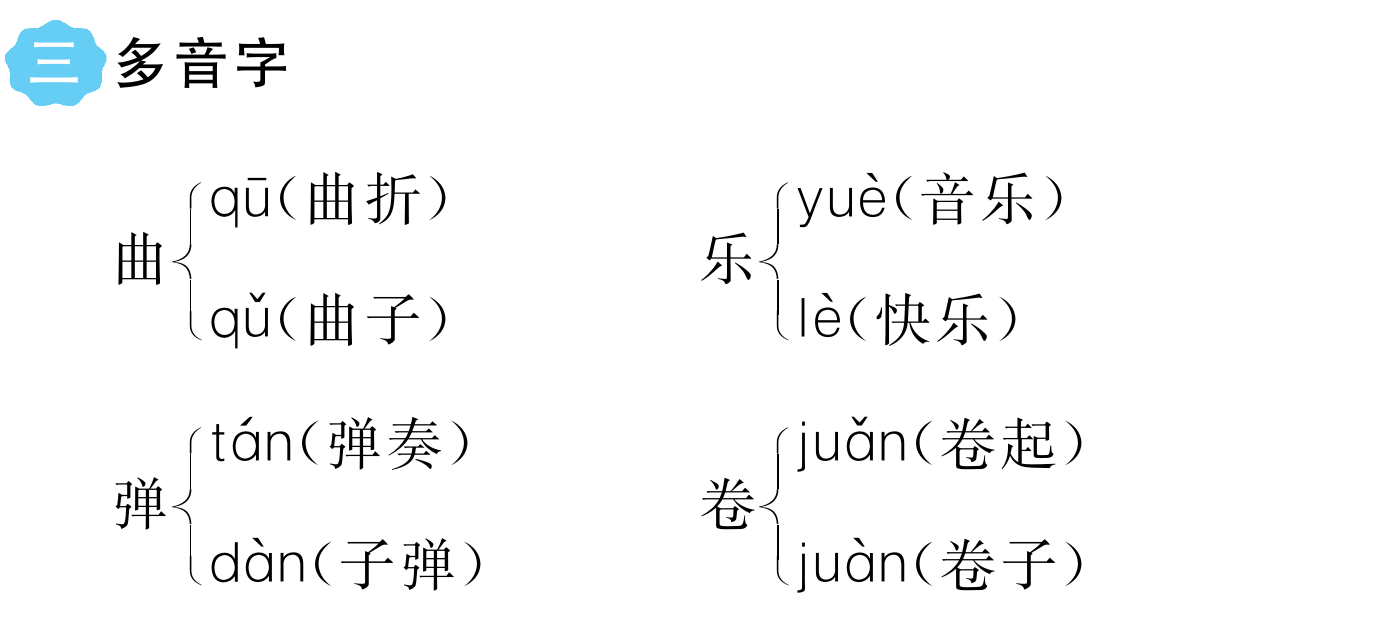 三 多音字
曲 qū(曲折) qǔ(曲子)
乐 yuè(音乐) lè(快乐)
弹 tán(弹奏) dàn(子弹)
卷 juǎn(卷起) juàn(卷子)